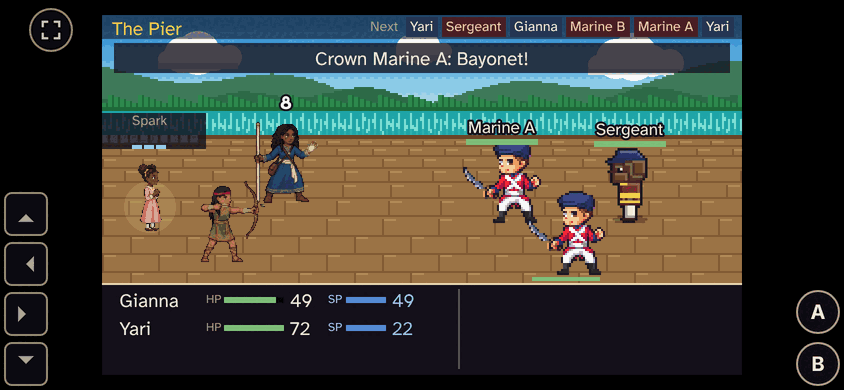 The Pier
Next Yari Sergeant Gianna Marine B Marine A Yari
Crown Marine A: Bayonet!
8
Spark
Marine A
Sergeant
Gianna HP 49 SP 49
Yari HP 72 SP 22
A
B